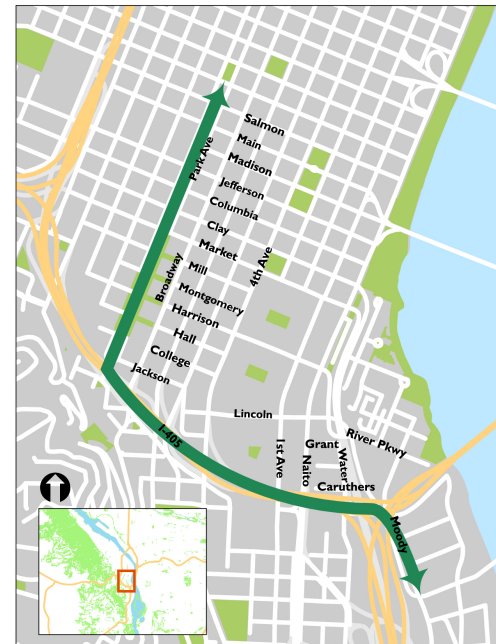 Salmon
Main
Park Ave
Madison
Jefferson
Columbia
Clay
Market
4th Ave
Mill
Broadway
Montgomery
Harrison
Hall
College
Jackson
Lincoln
I-405
1st Ave
Grant
River Pkwy
Naito
Water
Caruthers
Moody